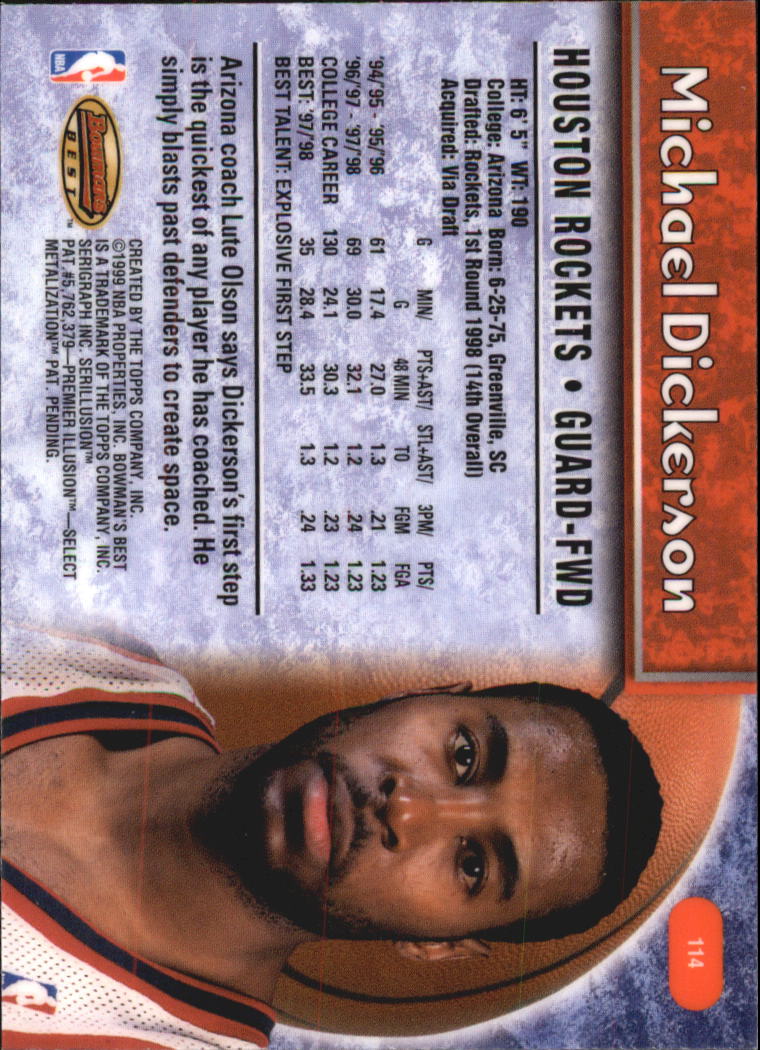 Michael Dickerson
114
HOUSTON ROCKETS • GUARD-FWD
HT: 6' 5" WT: 190
College: Arizona Born: 6-25-75, Greenville, SC
Drafted: Rockets, 1st Round 1998 (14th Overall)
Acquired: Via Draft
MIN/ PTS+AST/ STL+AST/ 3PM/ PTS/
G G 48 MIN TO FGM FGA
'94/95 - '95/96 61 17.4 27.0 1.3 .21 1.23
'96/97 - '97/98 69 30.0 32.1 1.2 .24 1.23
COLLEGE CAREER 130 24.1 30.3 1.2 .23 1.23
BEST: '97/98 35 28.4 33.5 1.3 .24 1.33
BEST TALENT: EXPLOSIVE FIRST STEP
Arizona coach Lute Olson says Dickerson's first step
is the quickest of any player he has coached. He
simply blasts past defenders to create space.
NBA
Bowman's
BEST™
CREATED BY THE TOPPS COMPANY, INC.
©1999 NBA PROPERTIES, INC. BOWMAN'S BEST
IS A TRADEMARK OF THE TOPPS COMPANY, INC.
SERIGRAPH INC. SERILLUSION™
PAT. #5,762,379—PREMIER ILLUSION™—SELECT
METALIZATION™ PAT. PENDING.